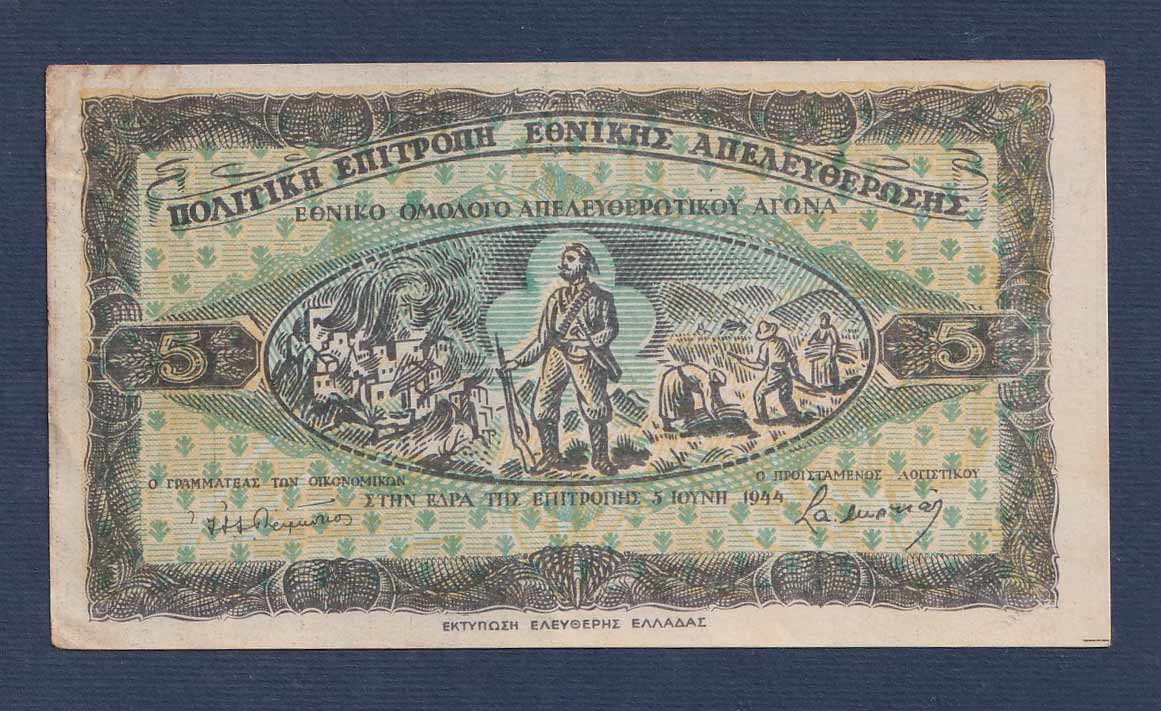 ΠΟΛΙΤΙΚΗ ΕΠΙΤΡΟΠΗ ΕΘΝΙΚΗΣ ΑΠΕΛΕΥΘΕΡΩΣΗΣ
ΕΘΝΙΚΟ ΟΜΟΛΟΓΟ ΑΠΕΛΕΥΘΕΡΩΤΙΚΟΥ ΑΓΩΝΑ
5 5
Ο ΓΡΑΜΜΑΤΕΑΣ ΤΩΝ ΟΙΚΟΝΟΜΙΚΩΝ
Ο ΠΡΟΙΣΤΑΜΕΝΟΣ ΛΟΓΙΣΤΙΚΟΥ
ΣΤΗΝ ΕΔΡΑ ΤΗΣ ΕΠΙΤΡΟΠΗΣ 5 ΙΟΥΝΗ 1944
ΕΚΤΥΠΩΣΗ ΕΛΕΥΘΕΡΗΣ ΕΛΛΑΔΑΣ